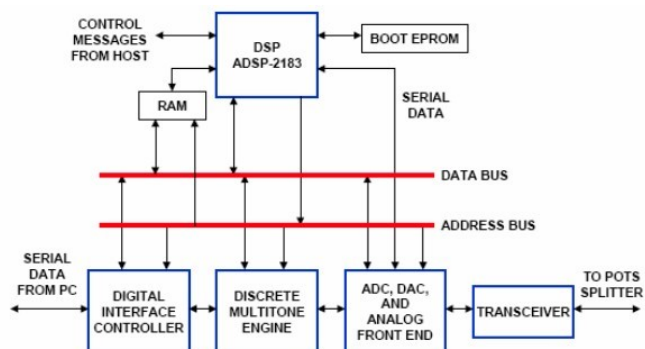 CONTROL
MESSAGES
FROM HOST
DSP
ADSP-2183
BOOT EPROM
RAM
SERIAL
DATA
DATA BUS
ADDRESS BUS
SERIAL
DATA
FROM PC
DIGITAL
INTERFACE
CONTROLLER
DISCRETE
MULTITONE
ENGINE
ADC, DAC,
AND
ANALOG
FRONT END
TRANSCEIVER
TO POTS
SPLITTER